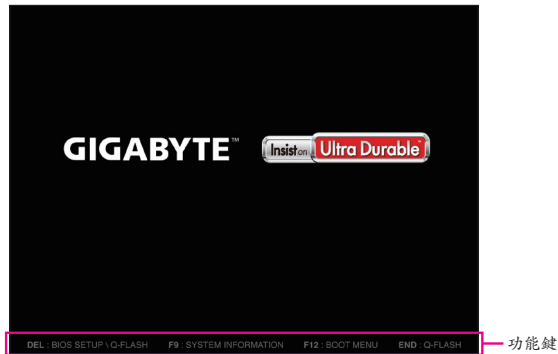 GIGABYTE™
Insist on Ultra Durable™
DEL : BIOS SETUP \ Q-FLASH F9 : SYSTEM INFORMATION F12 : BOOT MENU END : Q-FLASH
功能鍵